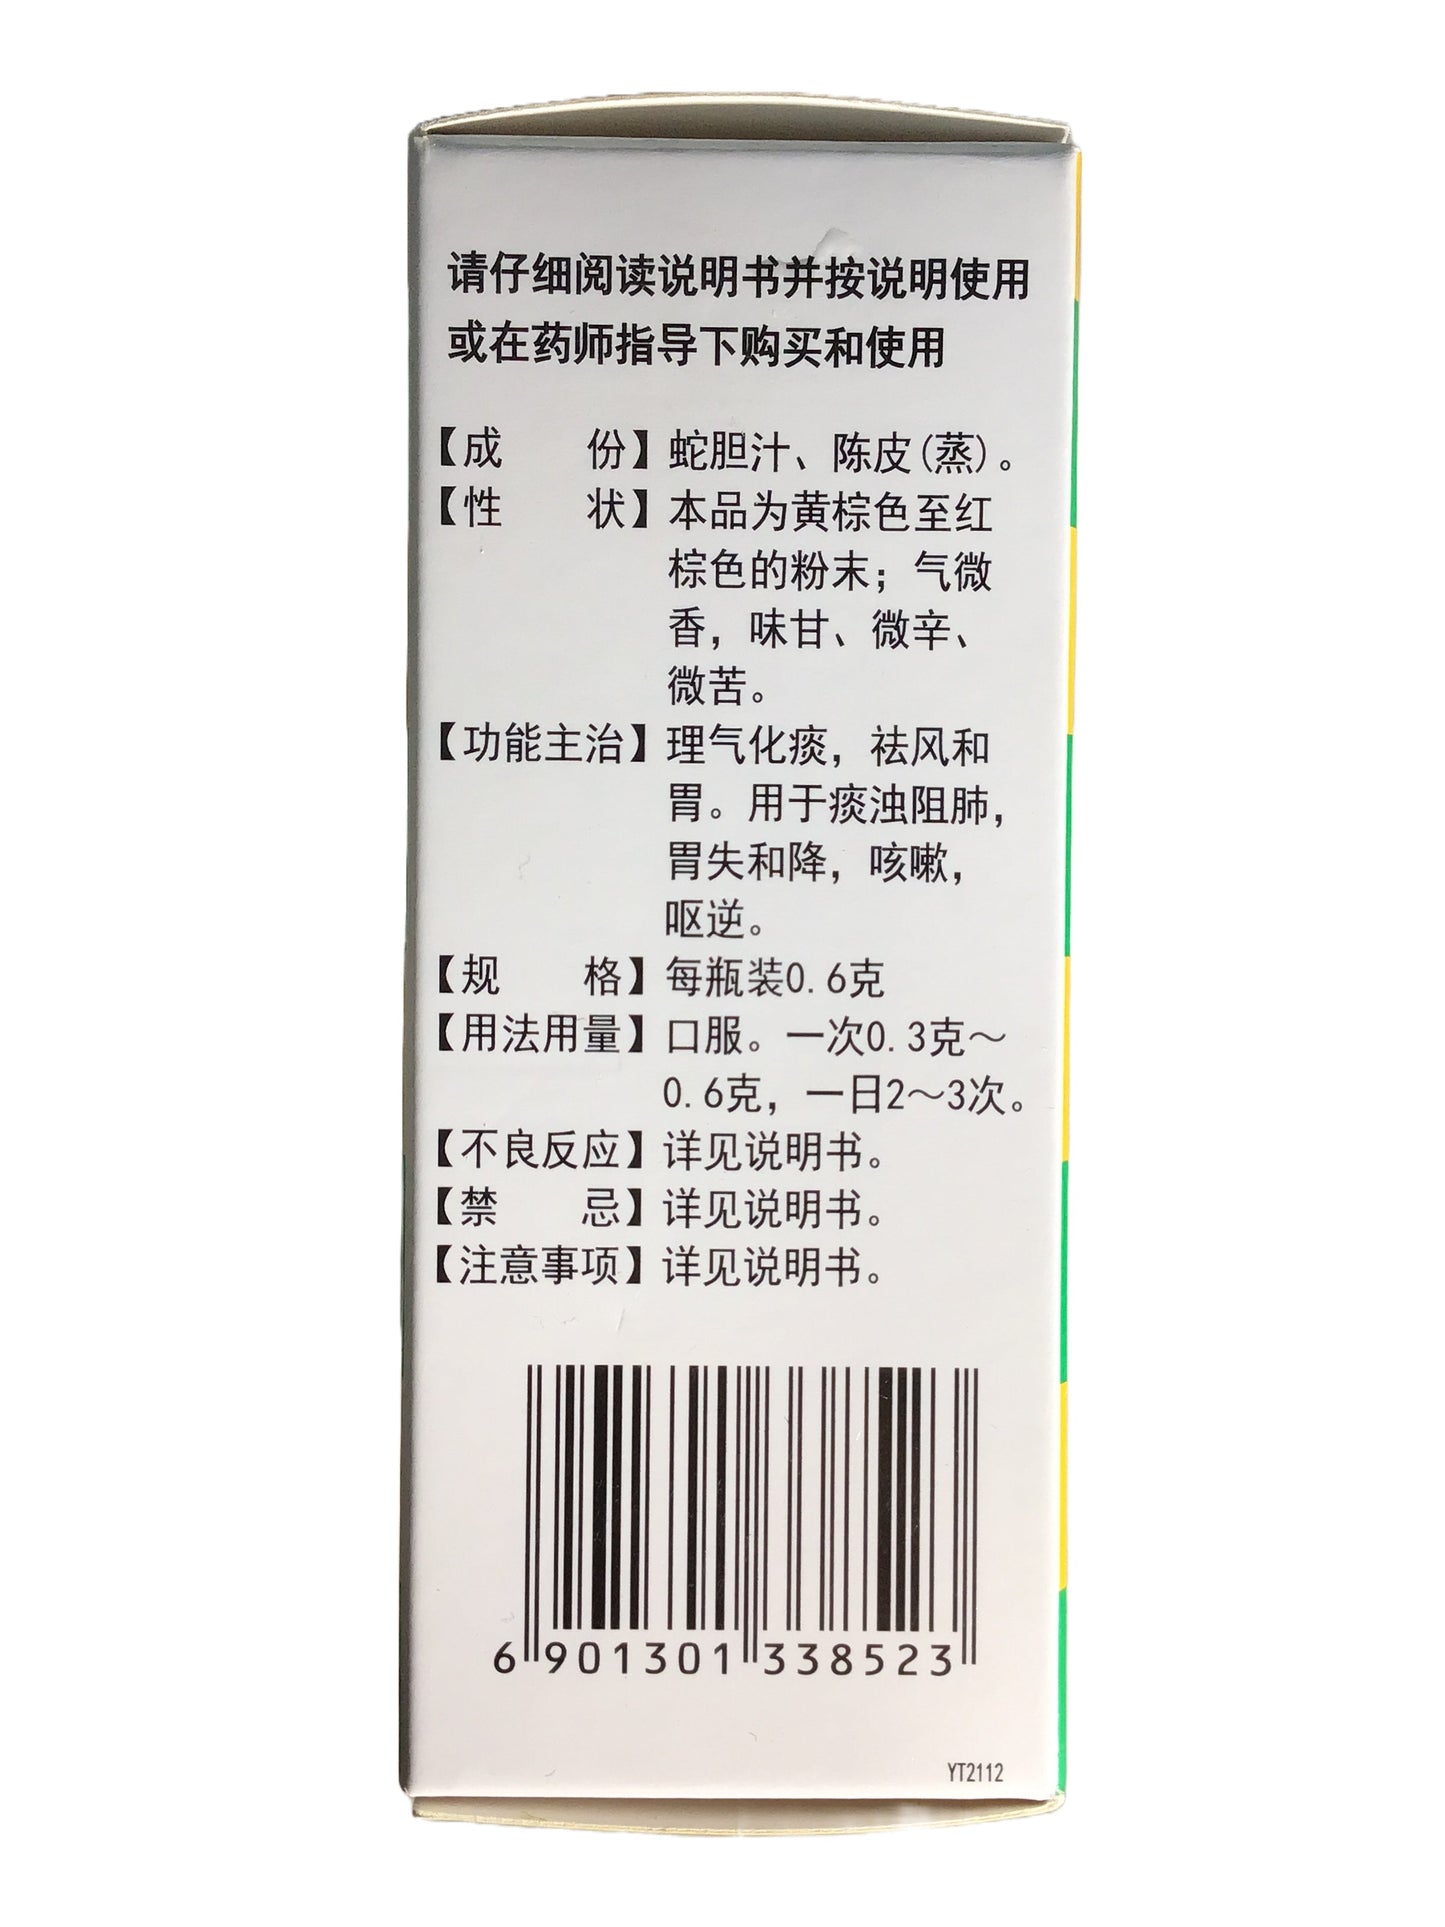 请仔细阅读说明书并按说明使用
或在药师指导下购买和使用
【成 份】蛇胆汁、陈皮(蒸)。
【性 状】本品为黄棕色至红
棕色的粉末；气微
香，味甘、微辛、
微苦。
【功能主治】理气化痰，祛风和
胃。用于痰浊阻肺，
胃失和降，咳嗽，
呕逆。
【规 格】每瓶装0.6克
【用法用量】口服。一次0.3克～
0.6克，一日2～3次。
【不良反应】详见说明书。
【禁 忌】详见说明书。
【注意事项】详见说明书。
6 901301 338523
YT2112